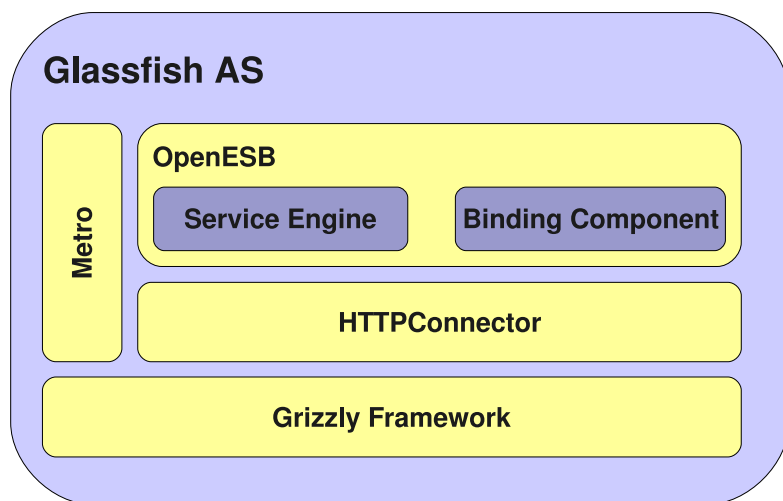 Glassfish AS
Metro
OpenESB
Service Engine
Binding Component
HTTPConnector
Grizzly Framework